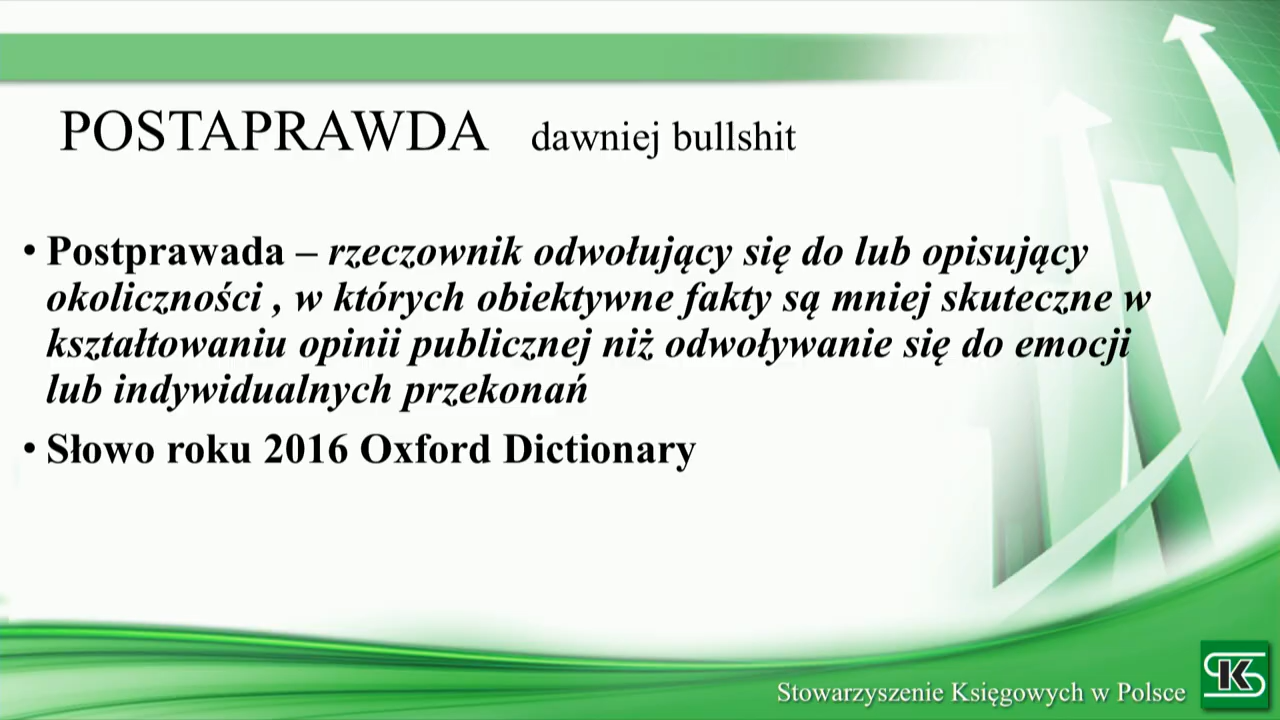 POSTAPRAWDA dawniej bullshit
• Postprawada – rzeczownik odwołujący się do lub opisujący
okoliczności , w których obiektywne fakty są mniej skuteczne w
kształtowaniu opinii publicznej niż odwoływanie się do emocji
lub indywidualnych przekonań
• Słowo roku 2016 Oxford Dictionary
Stowarzyszenie Księgowych w Polsce
SKP